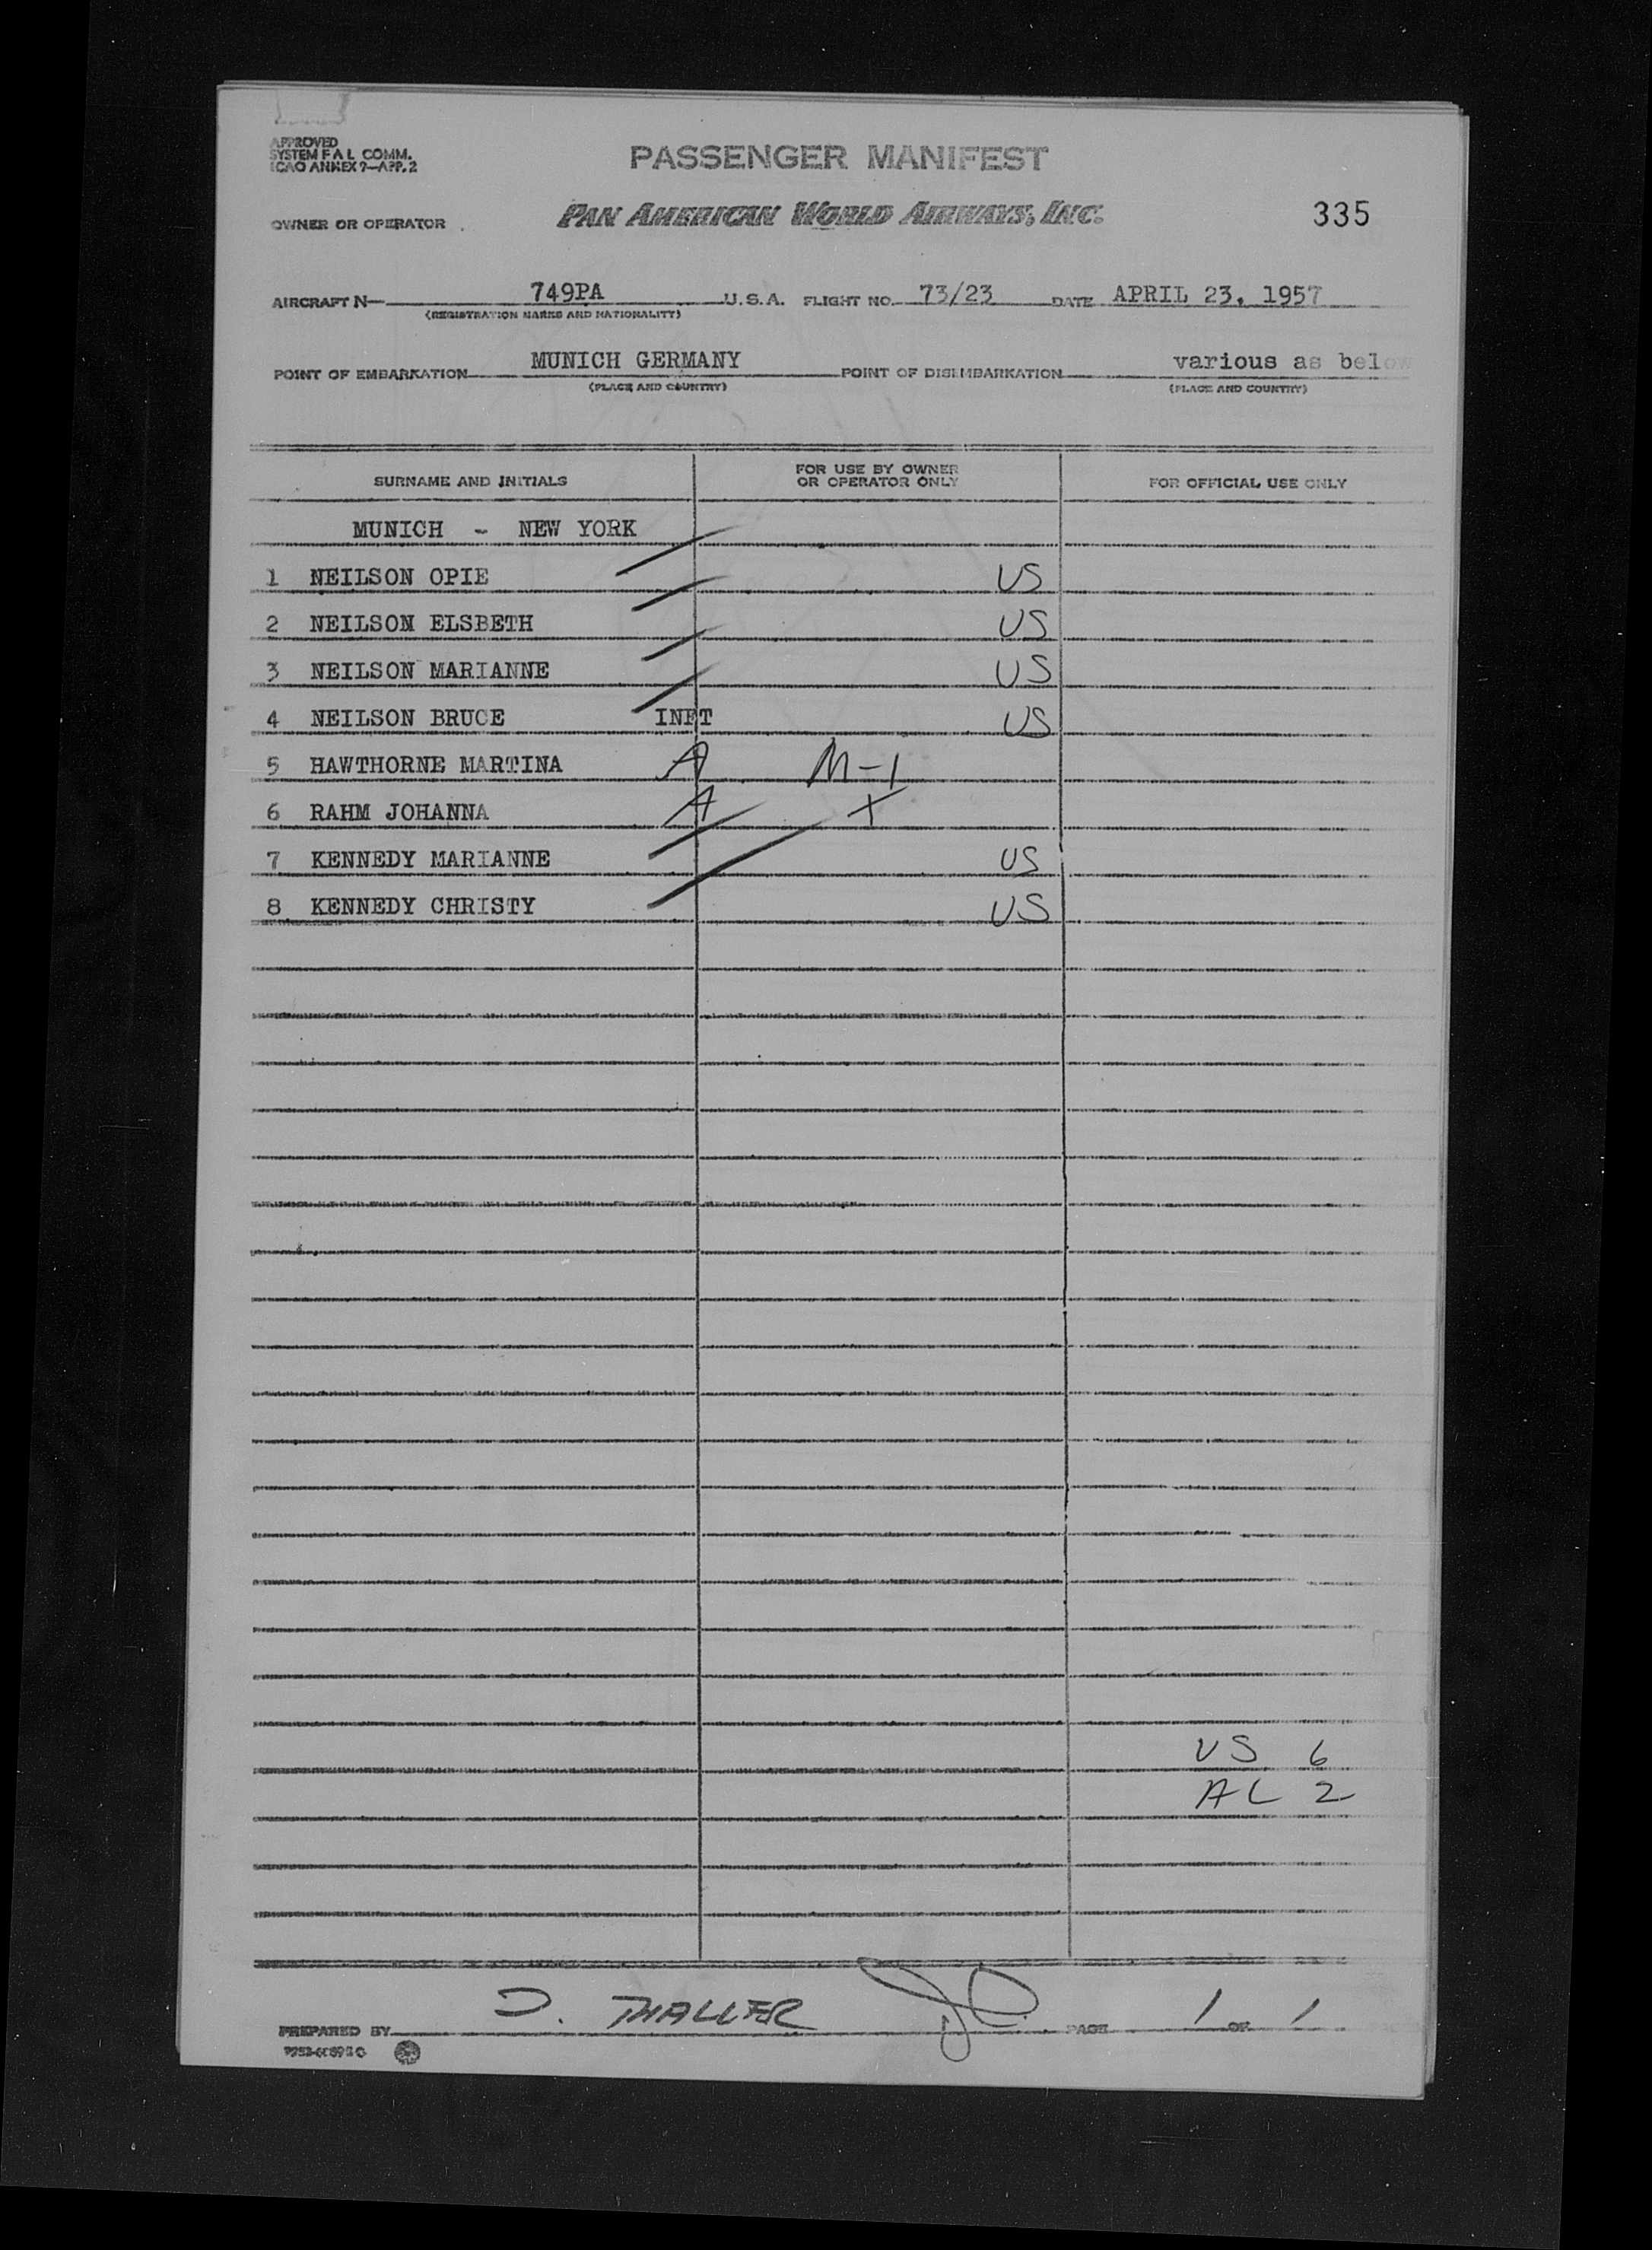 APPROVED
SYSTEM F A L COMM.
ICAO ANNEX 9—APP. 2
PASSENGER MANIFEST
OWNER OR OPERATOR
PAN AMERICAN WORLD AIRWAYS, INC.
335
AIRCRAFT N— 749PA U.S.A. FLIGHT NO. 73/23 DATE APRIL 23, 1957
(REGISTRATION MARKS AND NATIONALITY)
POINT OF EMBARKATION MUNICH GERMANY POINT OF DISEMBARKATION various as below
(PLACE AND COUNTRY) (PLACE AND COUNTRY)
SURNAME AND INITIALS FOR USE BY OWNER OR OPERATOR ONLY FOR OFFICIAL USE ONLY
MUNICH - NEW YORK
1 NEILSON OPIE US
2 NEILSON ELSBETH US
3 NEILSON MARIANNE US
4 NEILSON BRUCE INFT US
5 HAWTHORNE MARTINA A M-1
6 RAHM JOHANNA A X
7 KENNEDY MARIANNE US
8 KENNEDY CHRISTY US
US 6
AL 2
PREPARED BY THALLER PAGE 1 OF 1